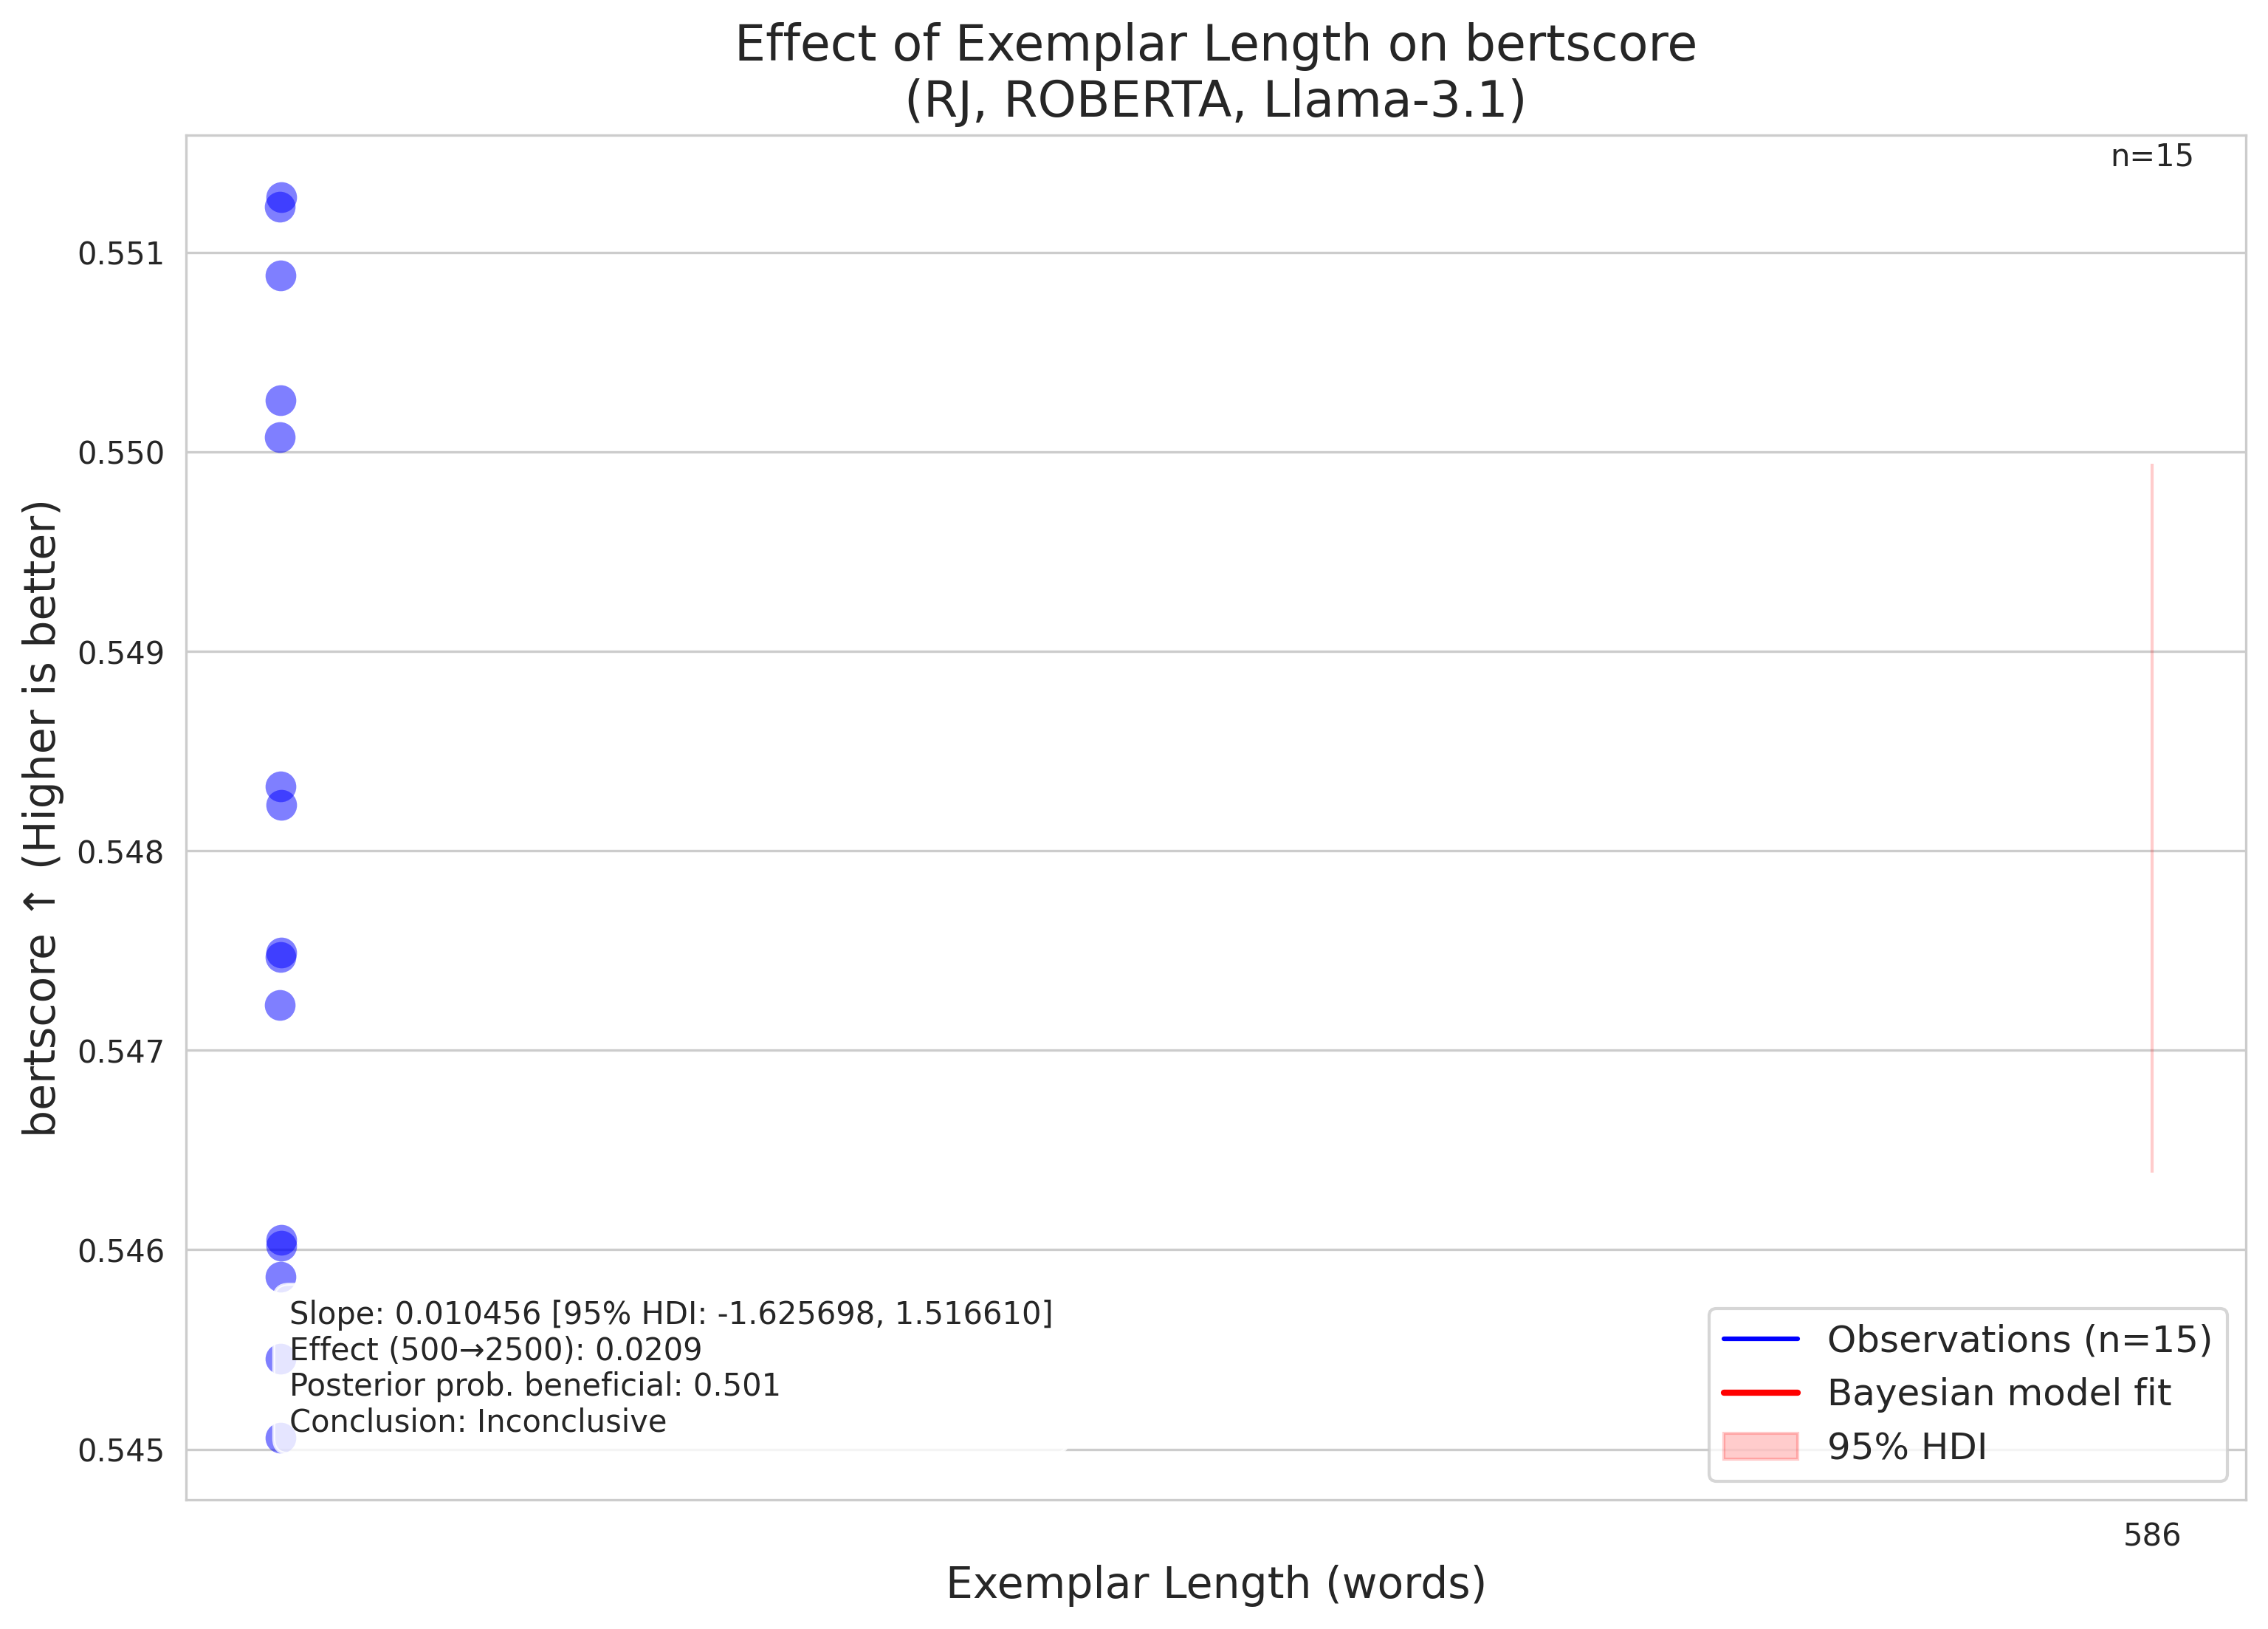 Effect of Exemplar Length on bertscore
(RJ, ROBERTA, Llama-3.1)
n=15
0.551
0.550
0.549
0.548
0.547
0.546
0.545
bertscore ↑ (Higher is better)
Slope: 0.010456 [95% HDI: -1.625698, 1.516610]
Effect (500→2500): 0.0209
Posterior prob. beneficial: 0.501
Conclusion: Inconclusive
Observations (n=15)
Bayesian model fit
95% HDI
586
Exemplar Length (words)